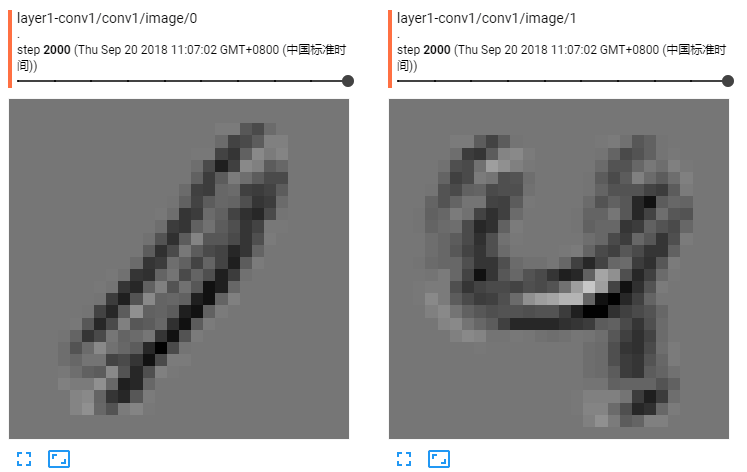 layer1-conv1/conv1/image/0
.
step 2000 (Thu Sep 20 2018 11:07:02 GMT+0800 (中国标准时
间))
layer1-conv1/conv1/image/1
.
step 2000 (Thu Sep 20 2018 11:07:02 GMT+0800 (中国标准时
间))